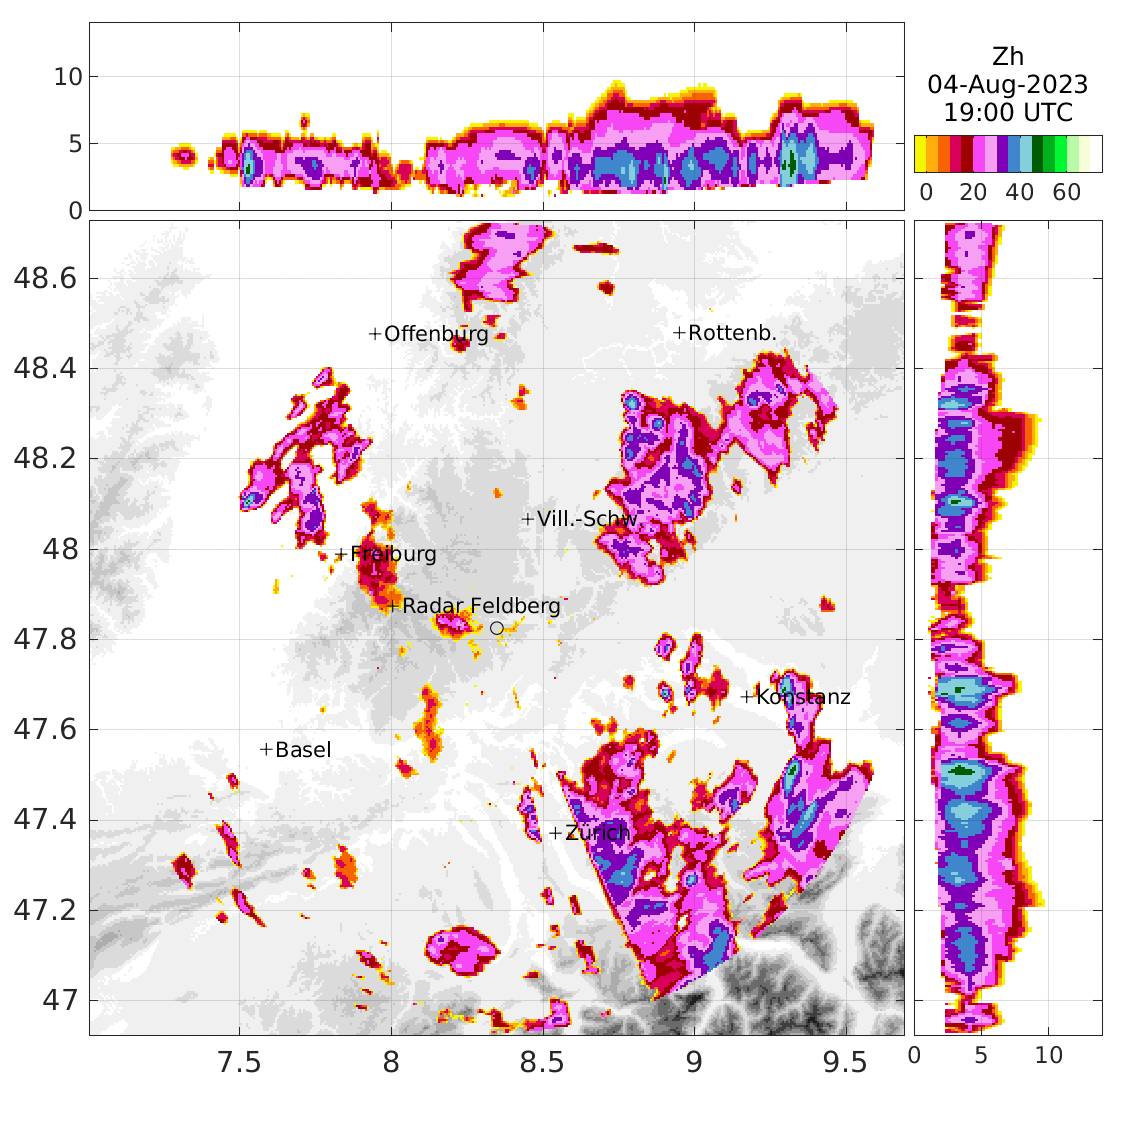 Zh
04-Aug-2023
19:00 UTC
0 20 40 60
10
5
0
48.6
48.4
48.2
48
47.8
47.6
47.4
47.2
47
+Offenburg
+Rottenb.
+Vill.-Schw
+Freiburg
+Radar Feldberg
+Konstanz
+Basel
+Zürich
7.5 8 8.5 9 9.5
0 5 10